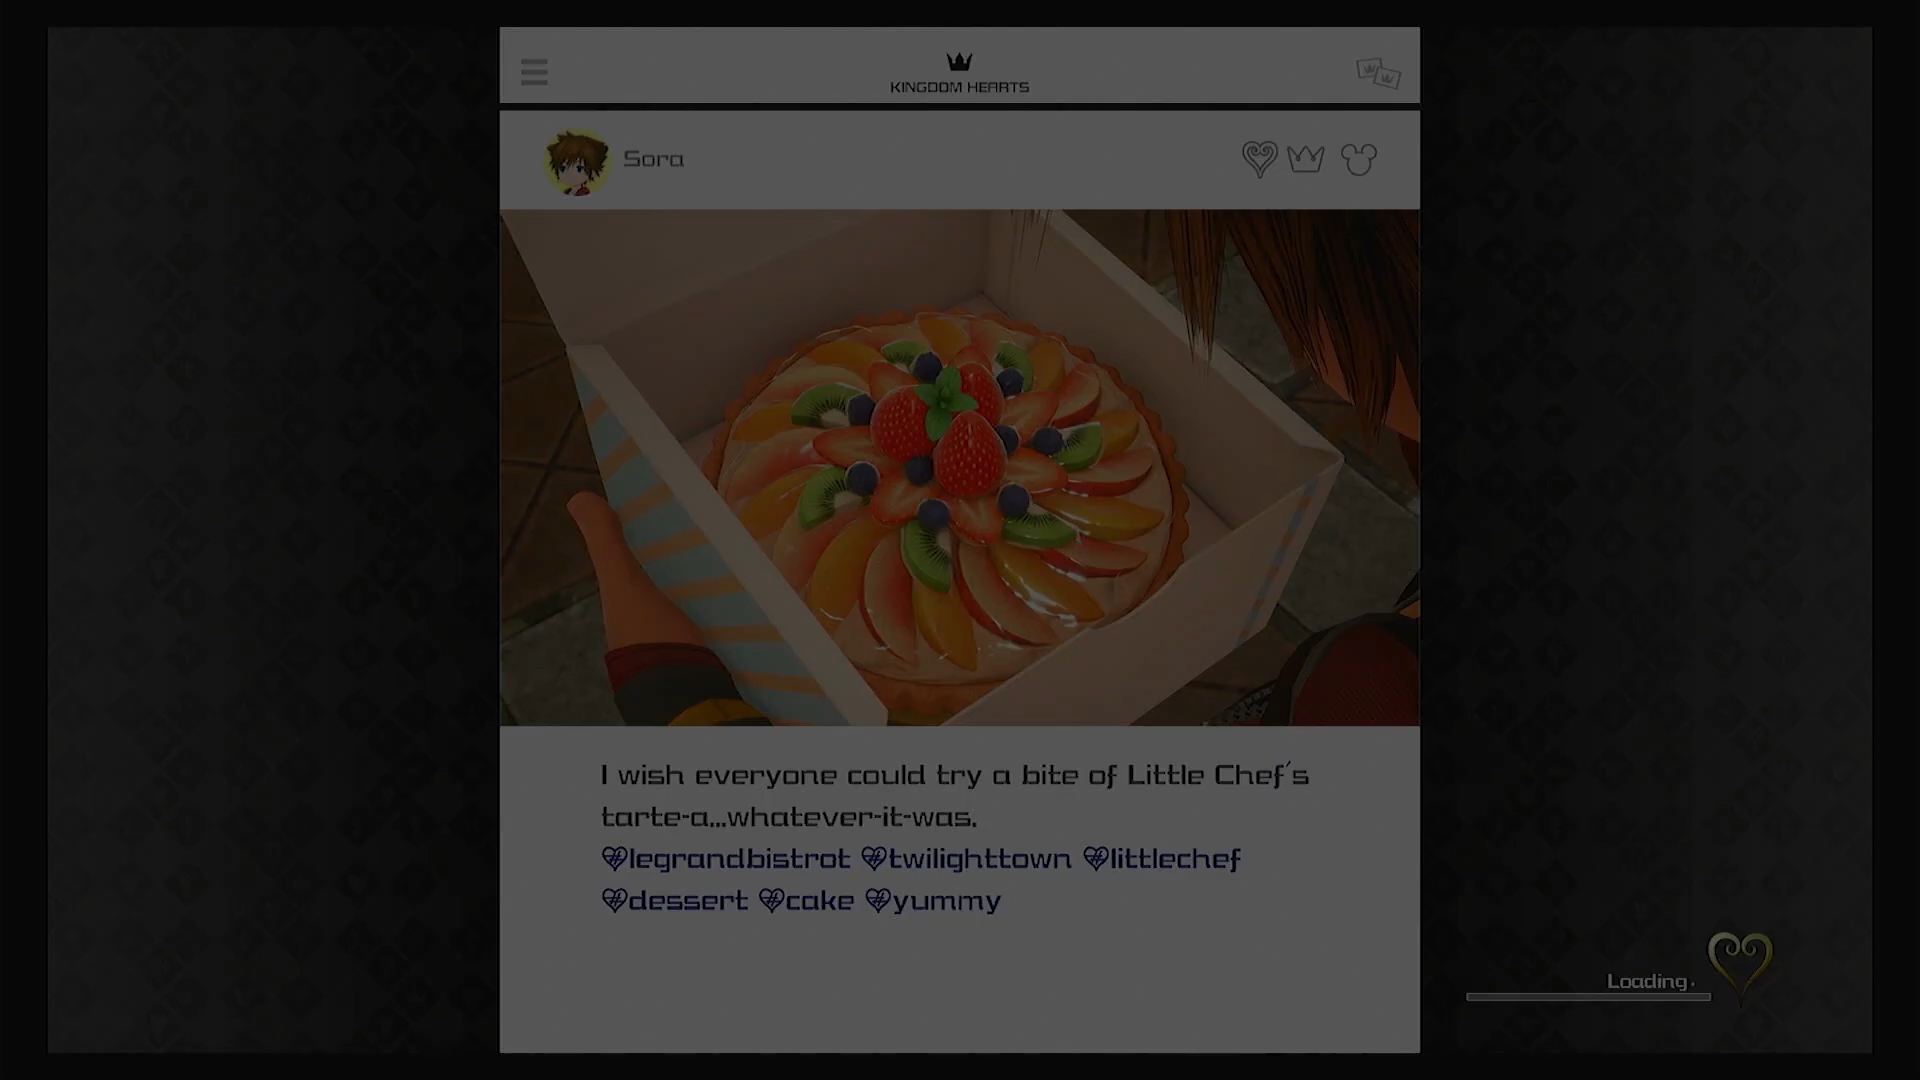 KINGDOM HEARTS
Sora
I wish everyone could try a bite of Little Chef's
tarte-a...whatever-it-was.
#legrandbistrot #twilighttown #littlechef
#dessert #cake #yummy
Loading.